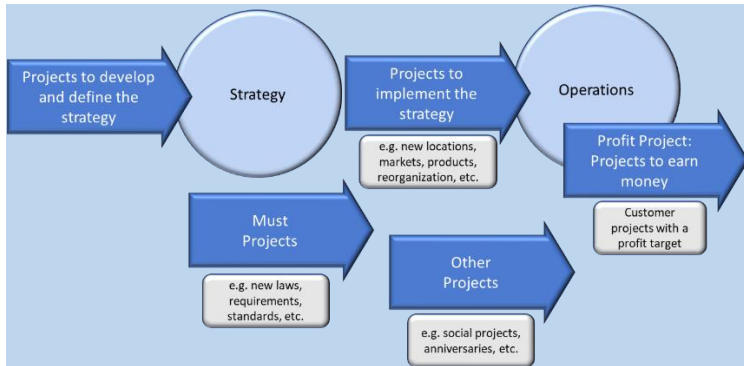 Projects to develop
and define the
strategy
Strategy
Projects to
implement the
strategy
e.g. new locations,
markets, products,
reorganization, etc.
Operations
Profit Project:
Projects to earn
money
Customer
projects with a
profit target
Must
Projects
e.g. new laws,
requirements,
standards, etc.
Other
Projects
e.g. social projects,
anniversaries, etc.